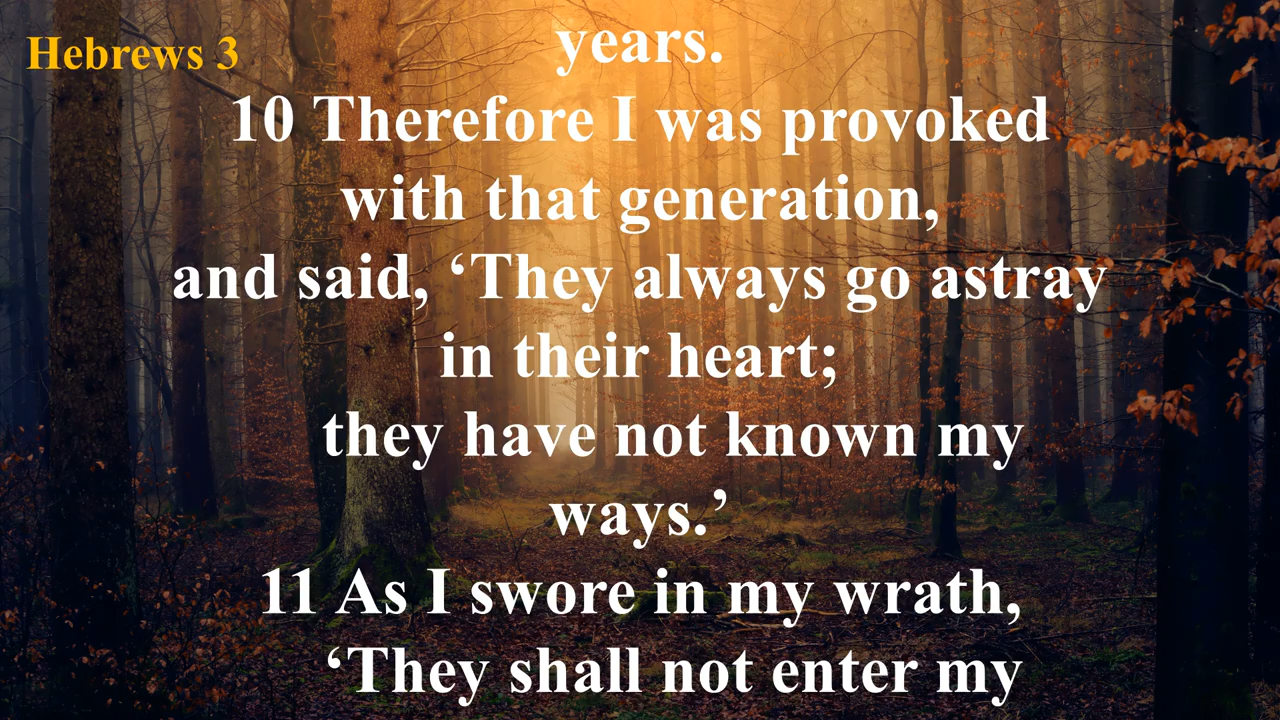 Hebrews 3
years.
10 Therefore I was provoked
with that generation,
and said, ‘They always go astray
in their heart;
they have not known my
ways.’
11 As I swore in my wrath,
‘They shall not enter my